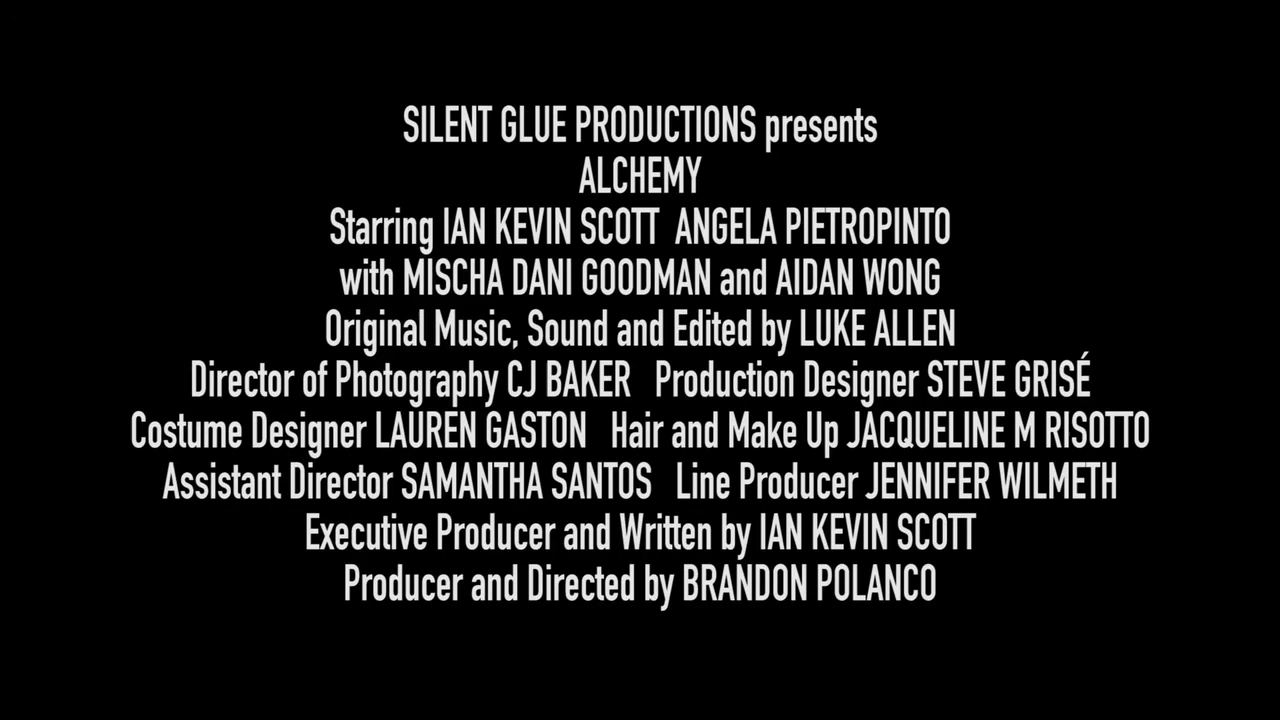 SILENT GLUE PRODUCTIONS presents
ALCHEMY
Starring IAN KEVIN SCOTT ANGELA PIETROPINTO
with MISCHA DANI GOODMAN and AIDAN WONG
Original Music, Sound and Edited by LUKE ALLEN
Director of Photography CJ BAKER Production Designer STEVE GRISÉ
Costume Designer LAUREN GASTON Hair and Make Up JACQUELINE M RISOTTO
Assistant Director SAMANTHA SANTOS Line Producer JENNIFER WILMETH
Executive Producer and Written by IAN KEVIN SCOTT
Producer and Directed by BRANDON POLANCO